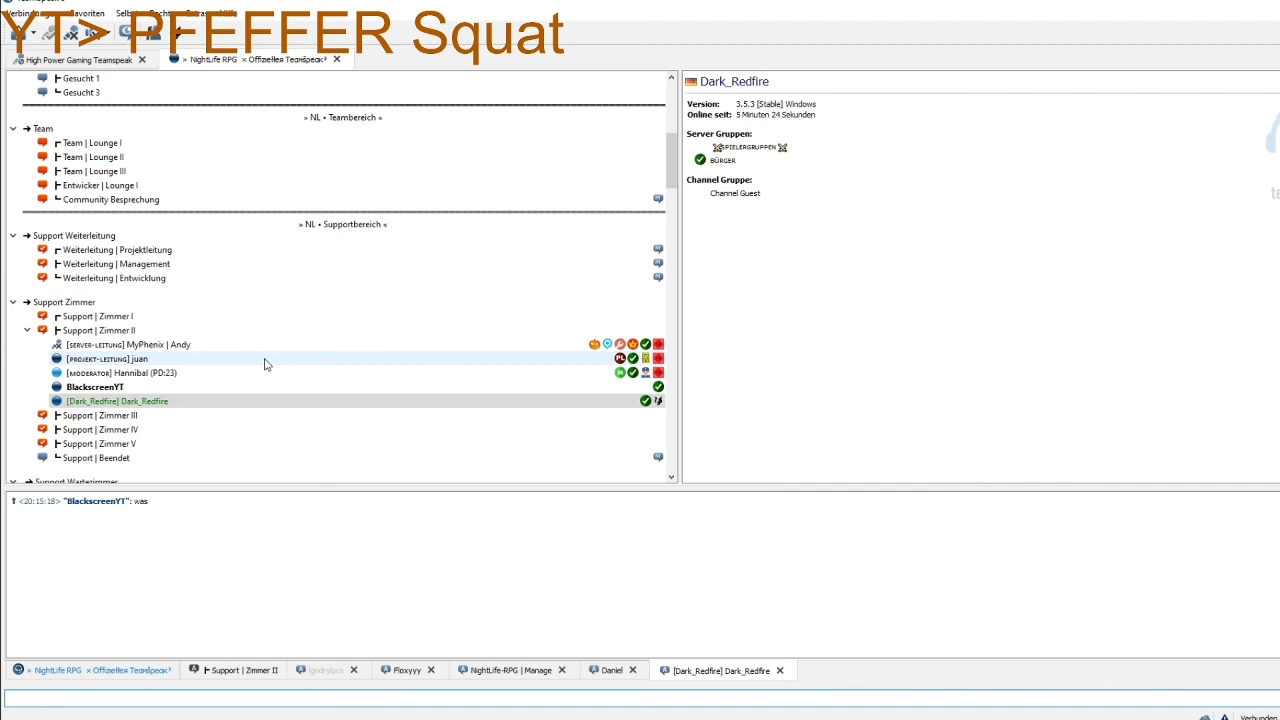 YT> PFEFFER Squat
Favoriten
High Power Gaming Teamspeak
» NightLife RPG × Offizielles TeamSpeak³
Gesucht 1
Gesucht 3
» NL • Teambereich «
Team
Team | Lounge I
Team | Lounge II
Team | Lounge III
Entwicker | Lounge I
Community Besprechung
» NL • Supportbereich «
Support Weiterleitung
Weiterleitung | Projektleitung
Weiterleitung | Management
Weiterleitung | Entwicklung
Support Zimmer
Support | Zimmer I
Support | Zimmer II
[SERVER-LEITUNG] MyPhenix | Andy
[PROJEKT-LEITUNG] juan
[MODERATOR] Hannibal (PD:23)
BlackscreenYT
[Dark_Redfire] Dark_Redfire
Support | Zimmer III
Support | Zimmer IV
Support | Zimmer V
Support | Beendet
Support Wartezimmer
Dark_Redfire
Version: 3.5.3 [Stable] Windows
Online seit: 5 Minuten 24 Sekunden
Server Gruppen:
SPIELERGRUPPEN
BÜRGER
Channel Gruppe:
Channel Guest
<20:15:18> "BlackscreenYT": was
» NightLife RPG × Offizielles TeamSpeak³
Support | Zimmer II
Floxyyy
NightLife-RPG | Manage
Daniel
[Dark_Redfire] Dark_Redfire